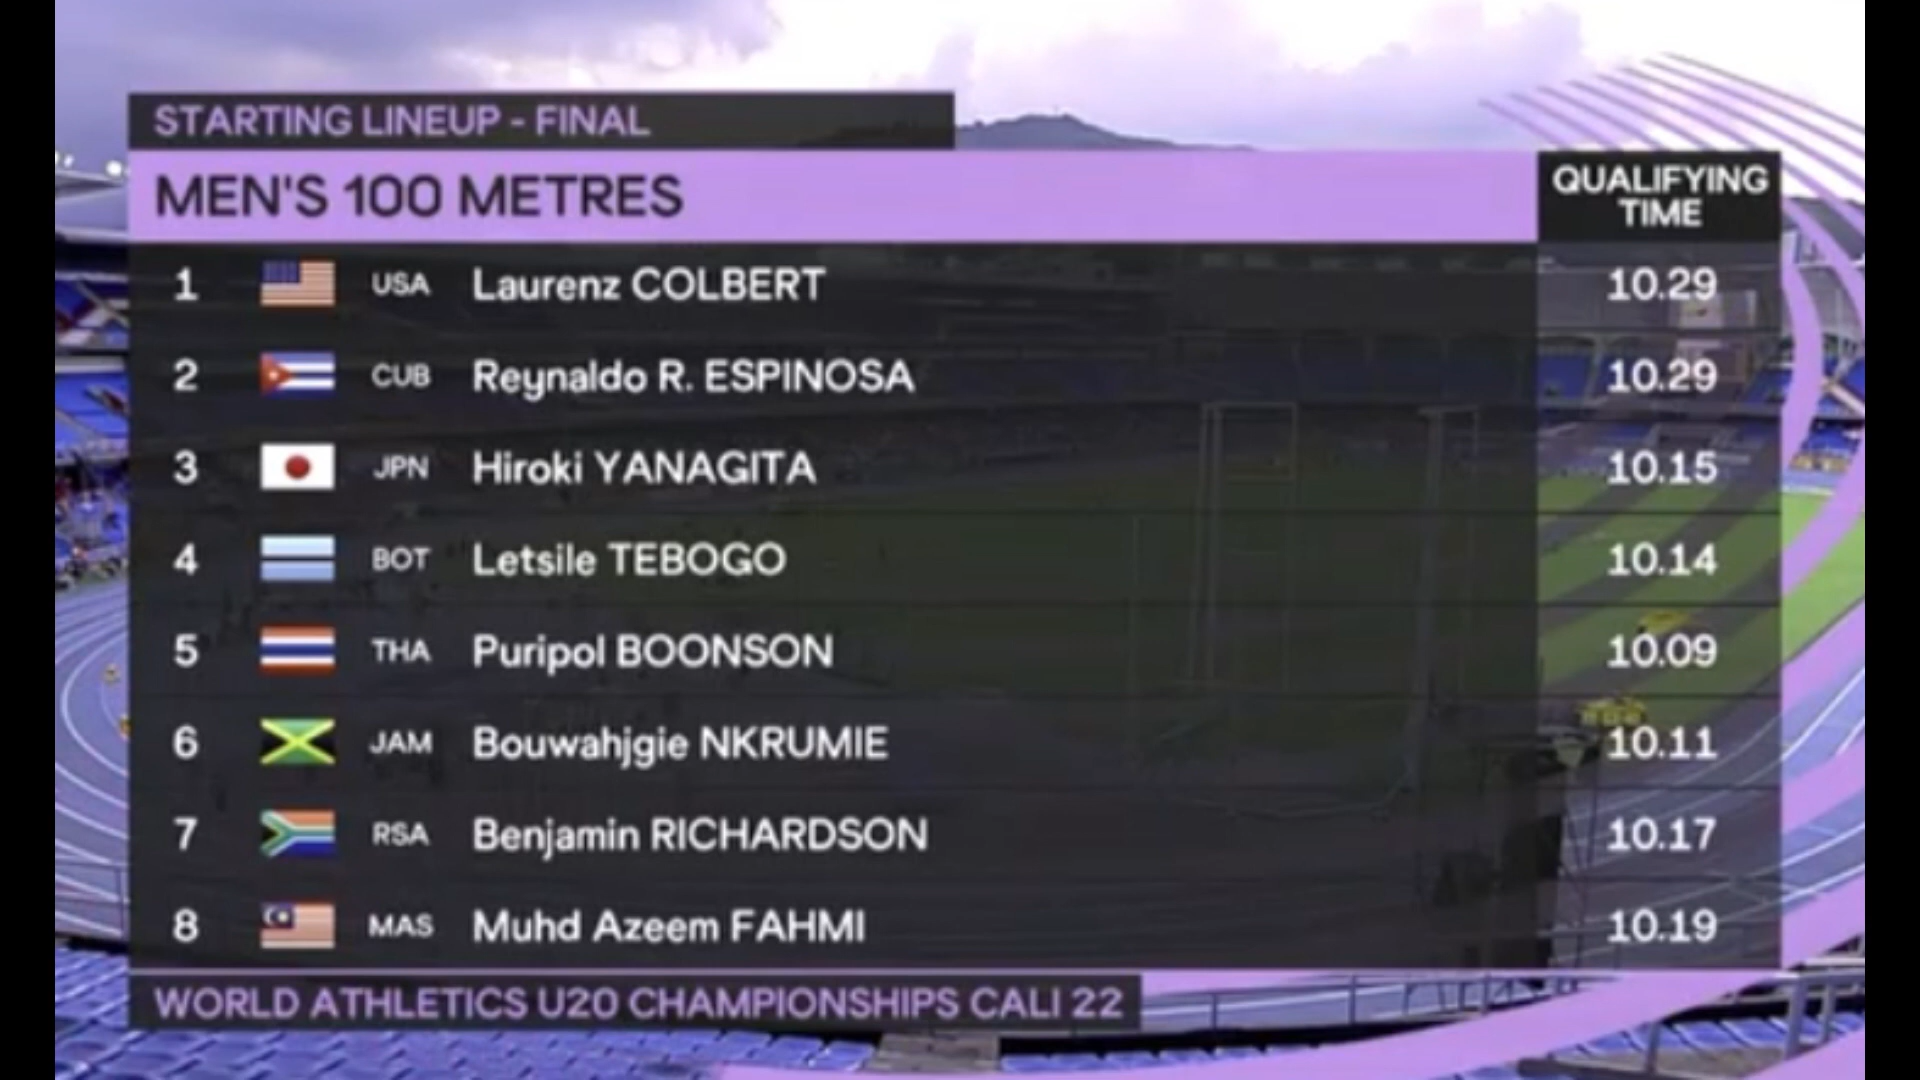 STARTING LINEUP - FINAL
MEN'S 100 METRES
QUALIFYING
TIME
1 USA Laurenz COLBERT 10.29
2 CUB Reynaldo R. ESPINOSA 10.29
3 JPN Hiroki YANAGITA 10.15
4 BOT Letsile TEBOGO 10.14
5 THA Puripol BOONSON 10.09
6 JAM Bouwahjgie NKRUMIE 10.11
7 RSA Benjamin RICHARDSON 10.17
8 MAS Muhd Azeem FAHMI 10.19
WORLD ATHLETICS U20 CHAMPIONSHIPS CALI 22